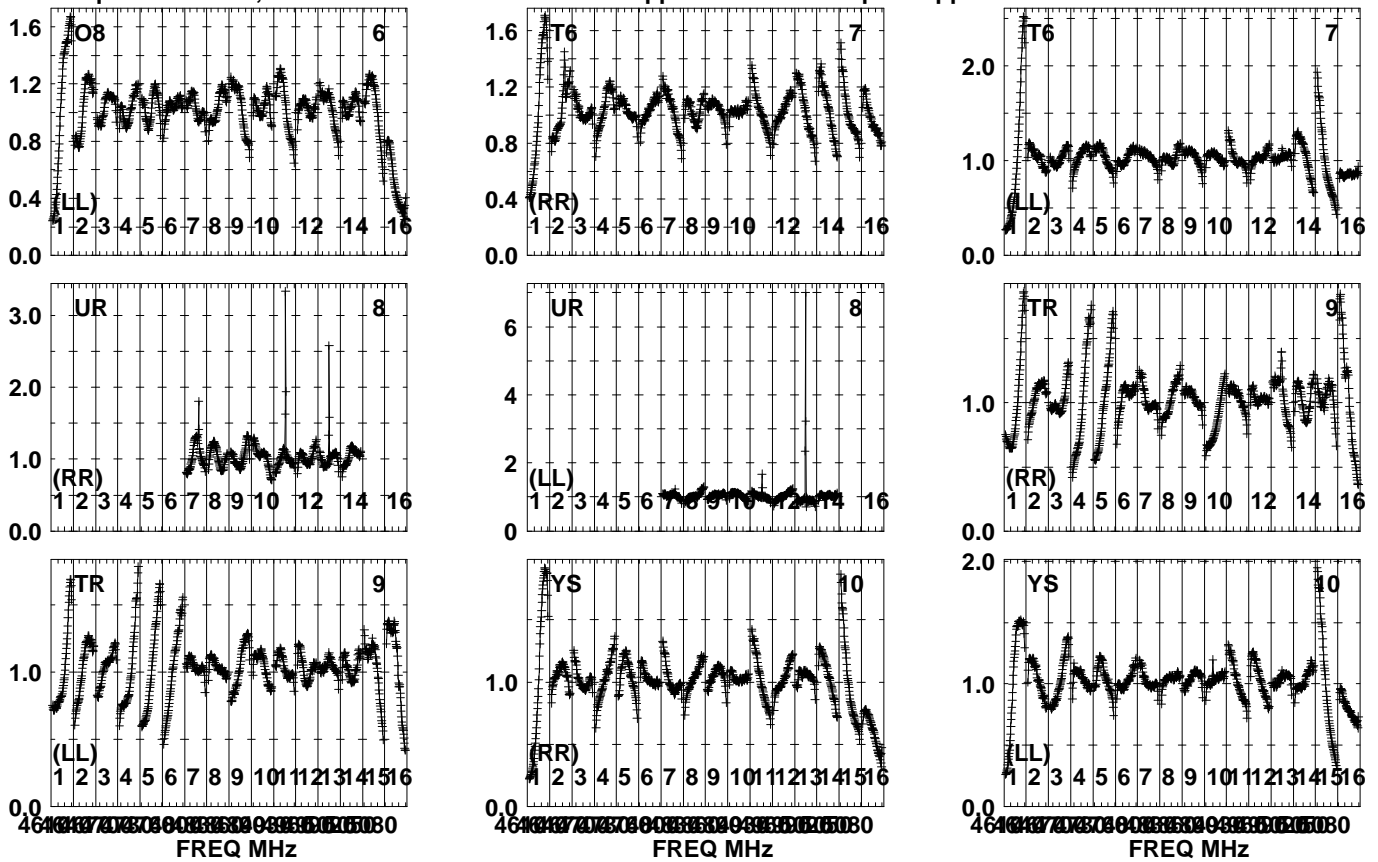 1.6 O8 6
1.2
0.8
0.4 (LL)
1 2 3 4 5 6 7 8 9 10 12 14 16
0.0
1.6 T6 7
1.2
0.8
0.4 (RR)
1 2 3 4 5 6 7 8 9 10 12 14 16
0.0
T6 7
2.0
1.0
(LL)
1 2 3 4 5 6 7 8 9 10 12 14 16
0.0
UR 8
3.0
2.0
1.0
(RR)
1 2 3 4 5 6 7 8 9 10 12 14 16
0.0
UR 8
6
4
2
(LL)
1 2 3 4 5 6 7 8 9 10 12 14 16
0
TR 9
1.0
(RR)
1 2 3 4 5 6 7 8 9 10 12 14 16
0.0
TR 9
1.0
(LL)
1 2 3 4 5 6 7 8 9 10 11 12 13 14 15 16
0.0
FREQ MHz
YS 10
1.0
(RR)
1 2 3 4 5 6 7 8 9 10 11 12 13 14 15 16
0.0
FREQ MHz
2.0 YS 10
1.0
(LL)
1 2 3 4 5 6 7 8 9 10 11 12 13 14 15 16
0.0
FREQ MHz